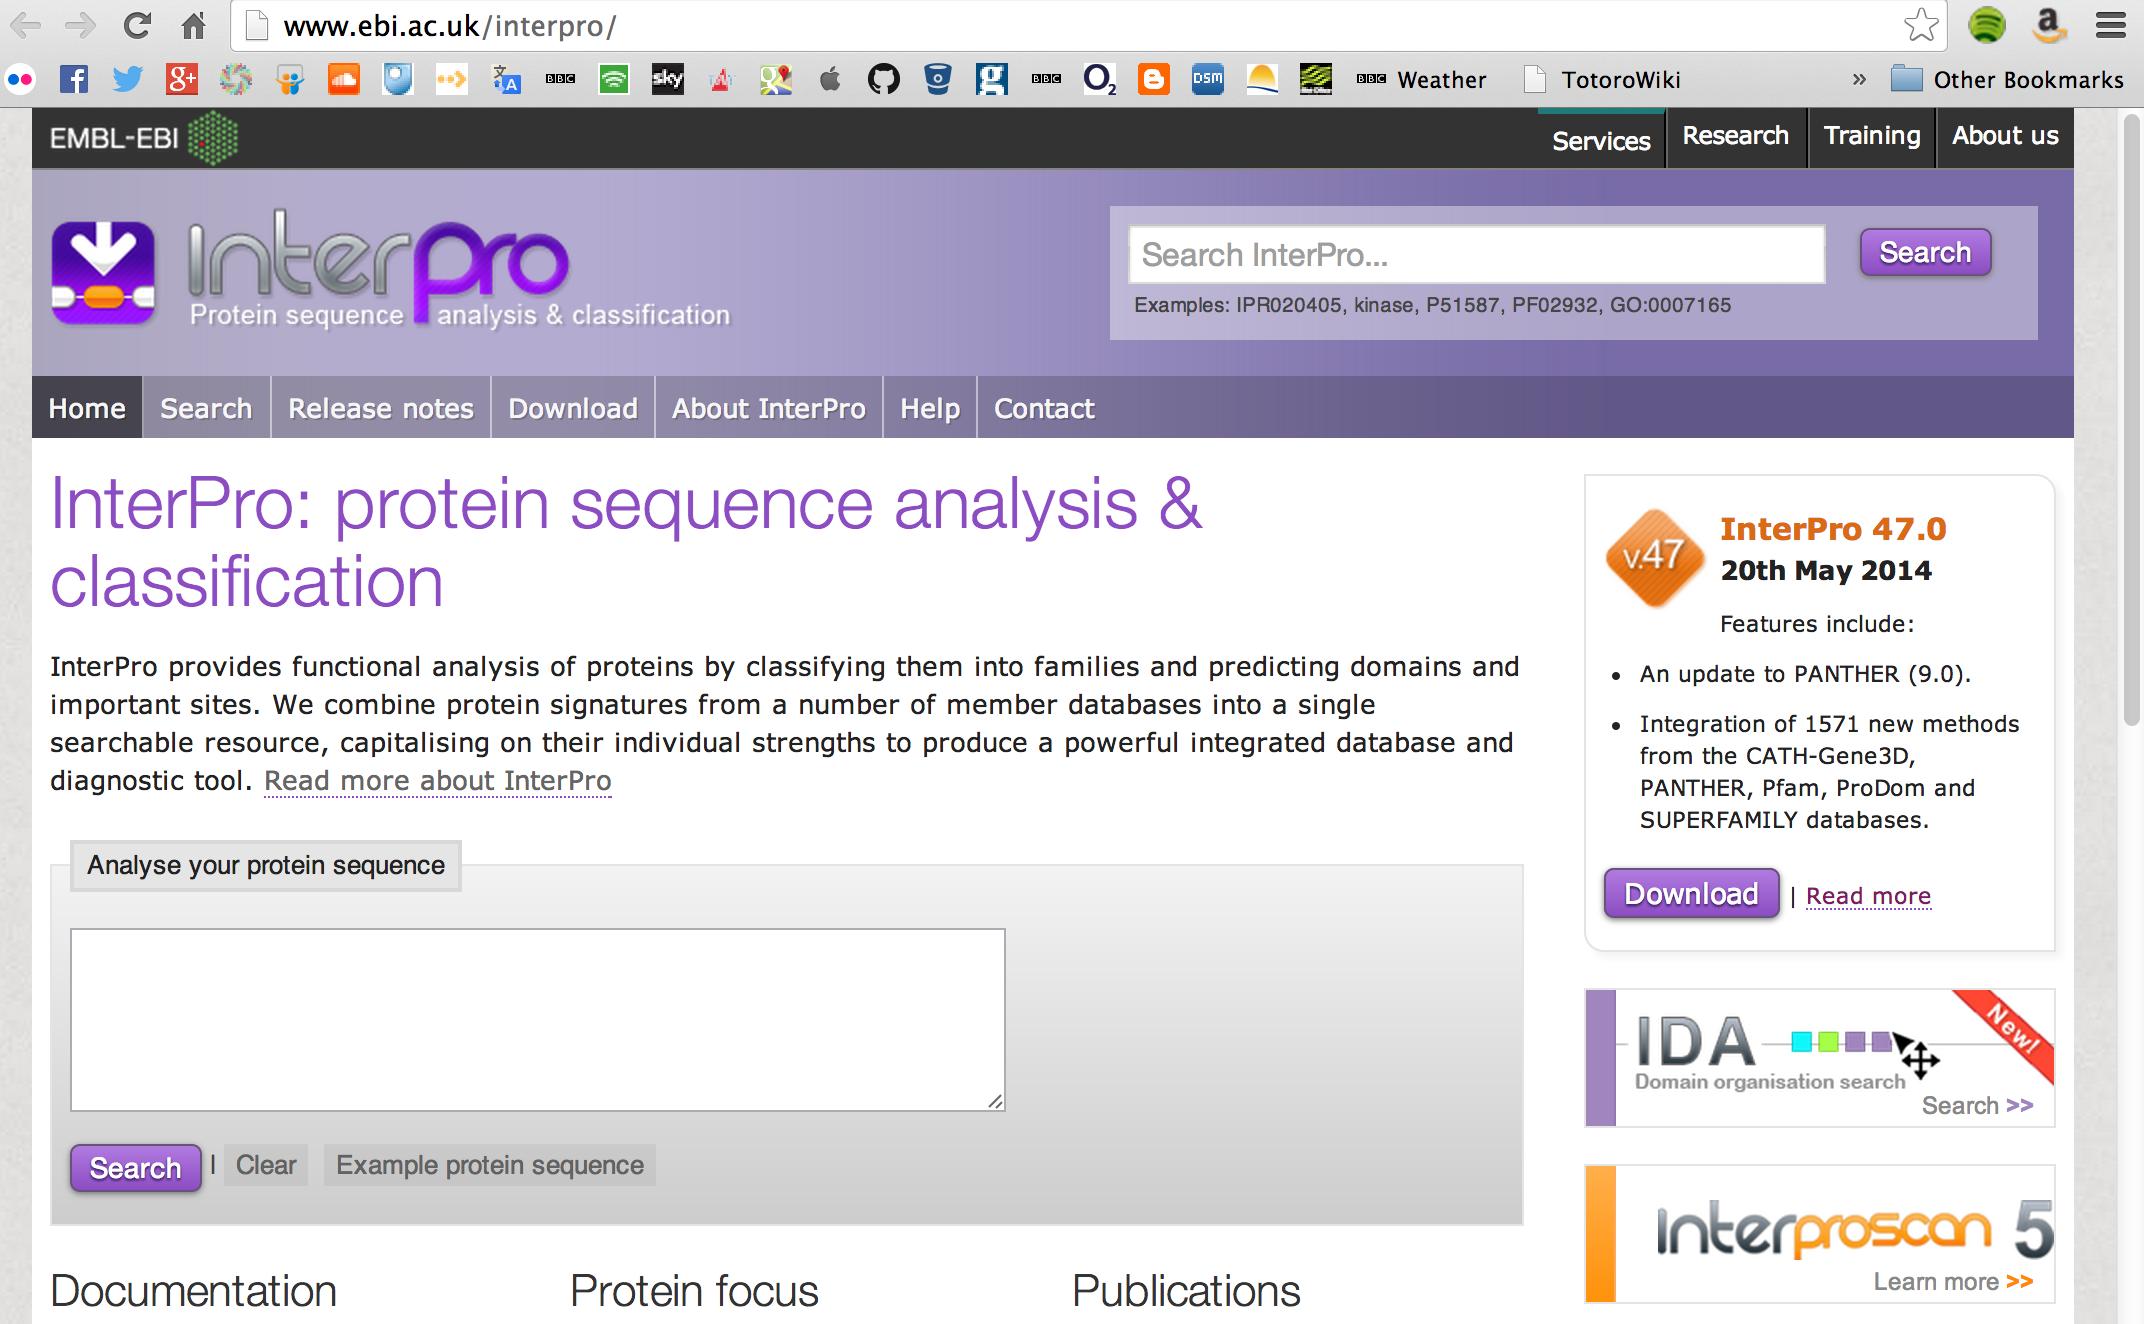 www.ebi.ac.uk/interpro/
a
f
g+
sky
BBC
g
BBC
O2
DSM
BBC Weather
TotoroWiki
»
Other Bookmarks
EMBL-EBI
Services
Research
Training
About us
InterPro
Protein sequence analysis & classification
Search InterPro...
Search
Examples: IPR020405, kinase, P51587, PF02932, GO:0007165
Home
Search
Release notes
Download
About InterPro
Help
Contact
InterPro: protein sequence analysis &
classification
InterPro provides functional analysis of proteins by classifying them into families and predicting domains and
important sites. We combine protein signatures from a number of member databases into a single
searchable resource, capitalising on their individual strengths to produce a powerful integrated database and
diagnostic tool. Read more about InterPro
Analyse your protein sequence
Search | Clear Example protein sequence
Documentation
Protein focus
Publications
v.47
InterPro 47.0
20th May 2014
Features include:
• An update to PANTHER (9.0).
• Integration of 1571 new methods
from the CATH-Gene3D,
PANTHER, Pfam, ProDom and
SUPERFAMILY databases.
Download | Read more
New!
IDA
Domain organisation search
Search >>
interproscan 5
Learn more >>